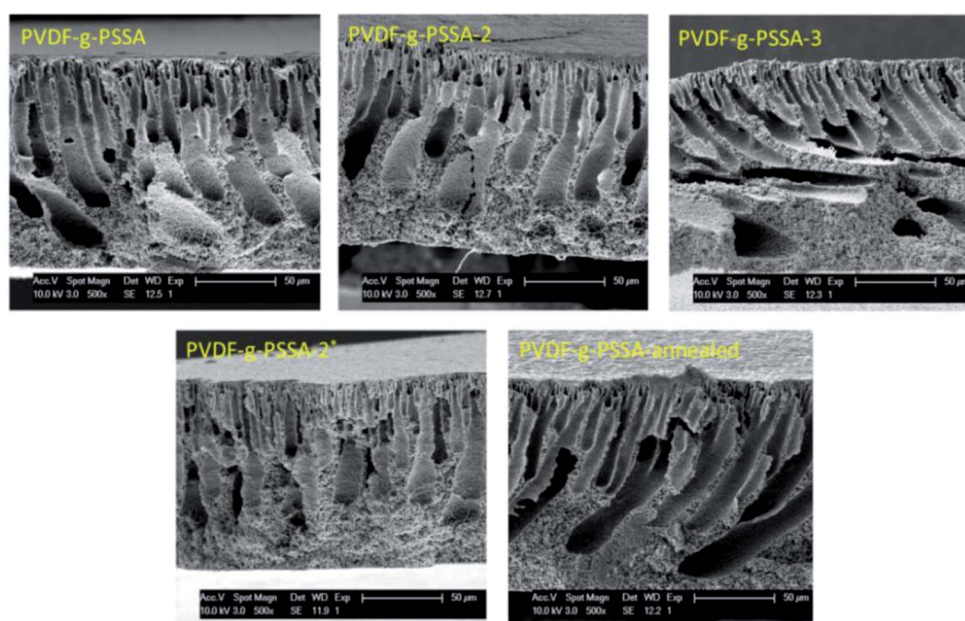 PVDF-g-PSSA
Acc.V Spot Magn Det WD Exp 50 µm
10.0 kV 3.0 500x SE 12.5 1
PVDF-g-PSSA-2
Acc.V Spot Magn Det WD Exp 50 µm
10.0 kV 3.0 500x SE 12.7 1
PVDF-g-PSSA-3
Acc.V Spot Magn Det WD Exp 50 µm
10.0 kV 3.0 500x SE 12.3 1
PVDF-g-PSSA-2*
Acc.V Spot Magn Det WD Exp 50 µm
10.0 kV 3.0 500x SE 11.9 1
PVDF-g-PSSA-annealed
Acc.V Spot Magn Det WD Exp 50 µm
10.0 kV 3.0 500x SE 12.2 1